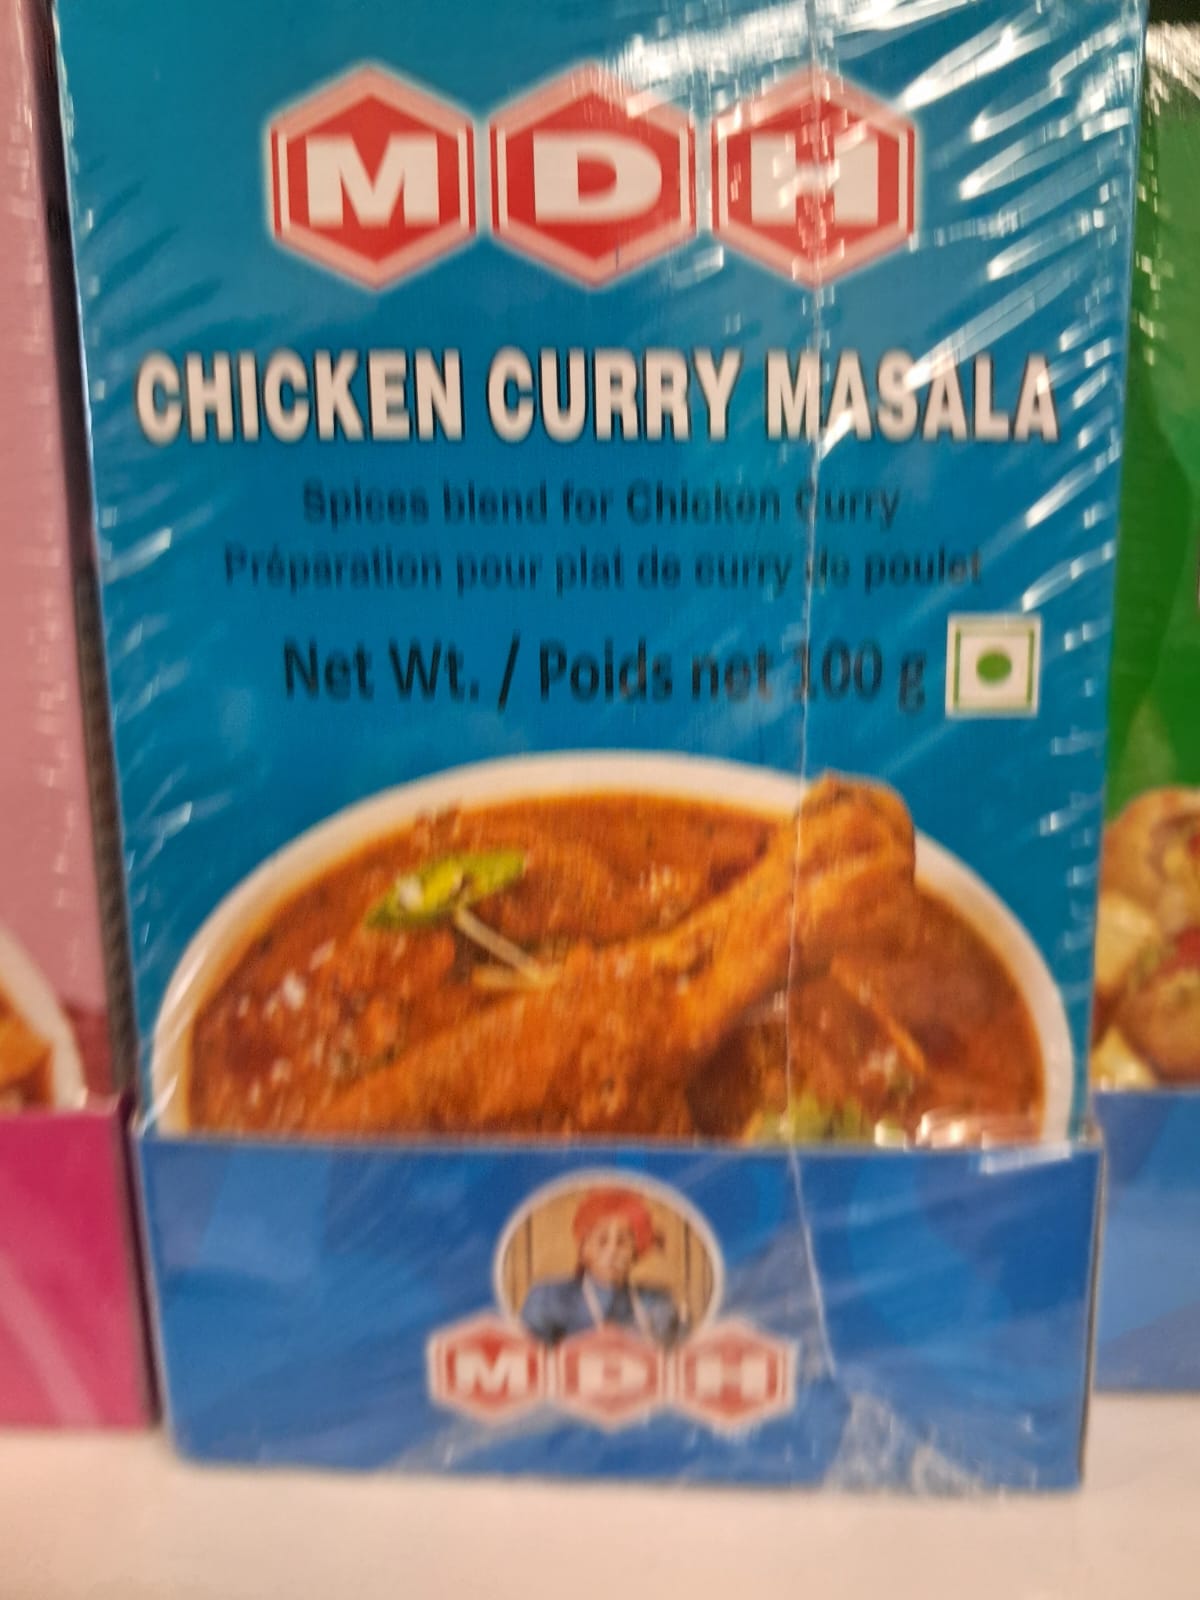 MDH
CHICKEN CURRY MASALA
Spices blend for Chicken Curry
Préparation pour plat de curry de poulet
Net Wt. / Poids net 100 g
MDH